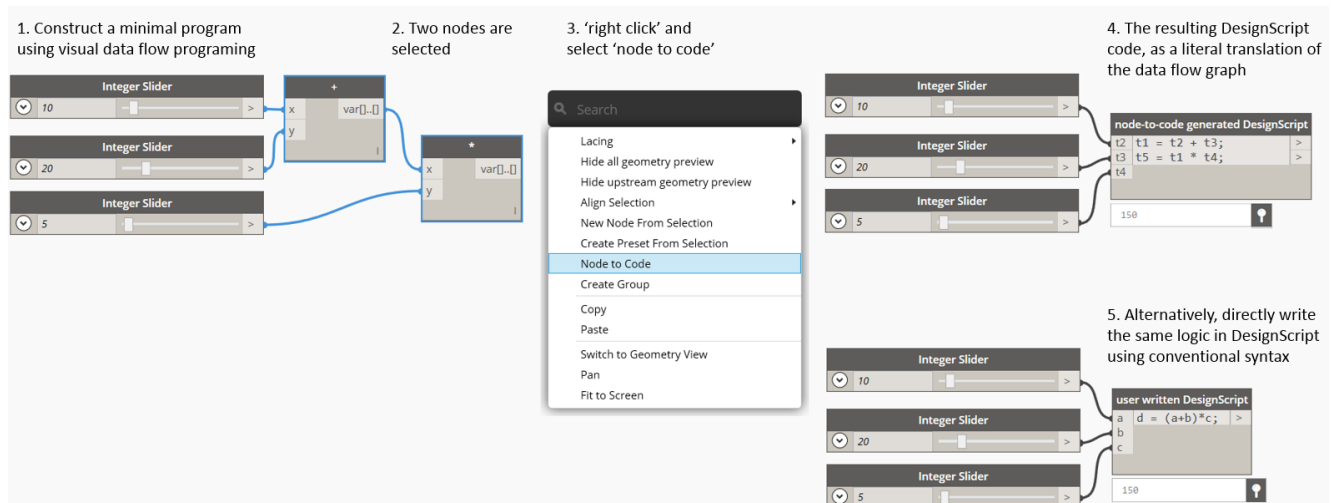 1. Construct a minimal program
using visual data flow programing
Integer Slider
10
>
Integer Slider
20
>
Integer Slider
5
>
2. Two nodes are
selected
+
x var[]..[]
y
l
*
x var[]..[]
y
l
3. ‘right click’ and
select ‘node to code’
Search
Lacing
Hide all geometry preview
Hide upstream geometry preview
Align Selection
New Node From Selection
Create Preset From Selection
Node to Code
Create Group
Copy
Paste
Switch to Geometry View
Pan
Fit to Screen
4. The resulting DesignScript
code, as a literal translation of
the data flow graph
Integer Slider
10
>
Integer Slider
20
>
Integer Slider
5
>
node-to-code generated DesignScript
t2 t1 = t2 + t3; >
t3 t5 = t1 * t4; >
t4
150
5. Alternatively, directly write
the same logic in DesignScript
using conventional syntax
Integer Slider
10
>
Integer Slider
20
>
Integer Slider
5
>
user written DesignScript
a d = (a+b)*c; >
b
c
150